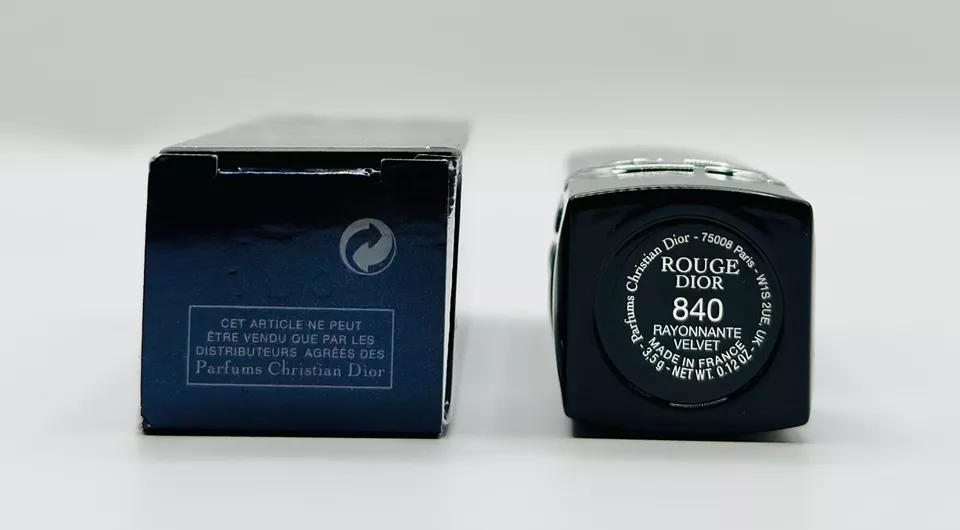 CET ARTICLE NE PEUT
ÊTRE VENDU QUE PAR LES
DISTRIBUTEURS AGRÉÉS DES
Parfums Christian Dior
Parfums Christian Dior - 75008 Paris - W1S 2UE, UK
ROUGE
DIOR
840
RAYONNANTE
VELVET
MADE IN FRANCE
3,5g - NET WT. 0.12 OZ